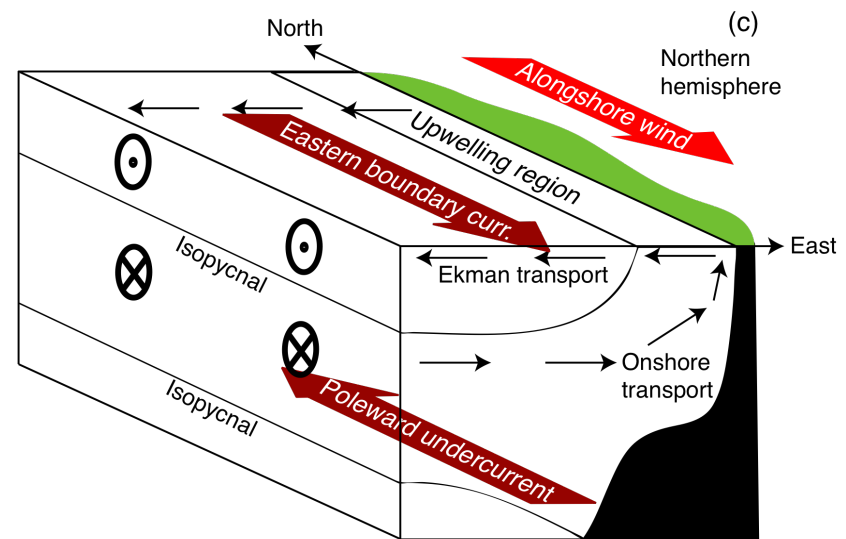 (c)
North
Northern
hemisphere
Alongshore wind
Upwelling region
Eastern boundary curr.
East
Isopycnal
Ekman transport
Onshore
transport
Isopycnal
Poleward undercurrent